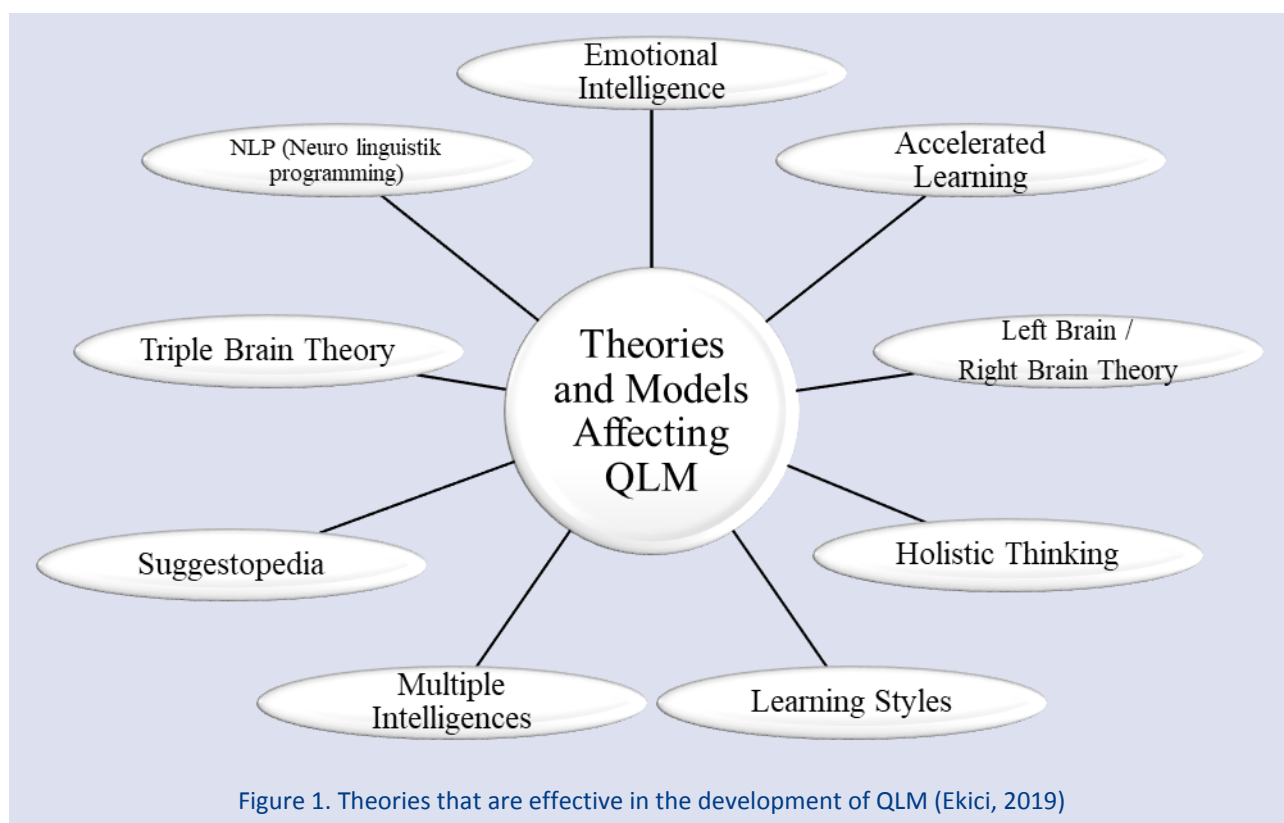 Emotional
Intelligence
NLP (Neuro linguistik
programming)
Accelerated
Learning
Triple Brain Theory
Theories
and Models
Affecting
QLM
Left Brain /
Right Brain Theory
Suggestopedia
Holistic Thinking
Multiple
Intelligences
Learning Styles
Figure 1. Theories that are effective in the development of QLM (Ekici, 2019)